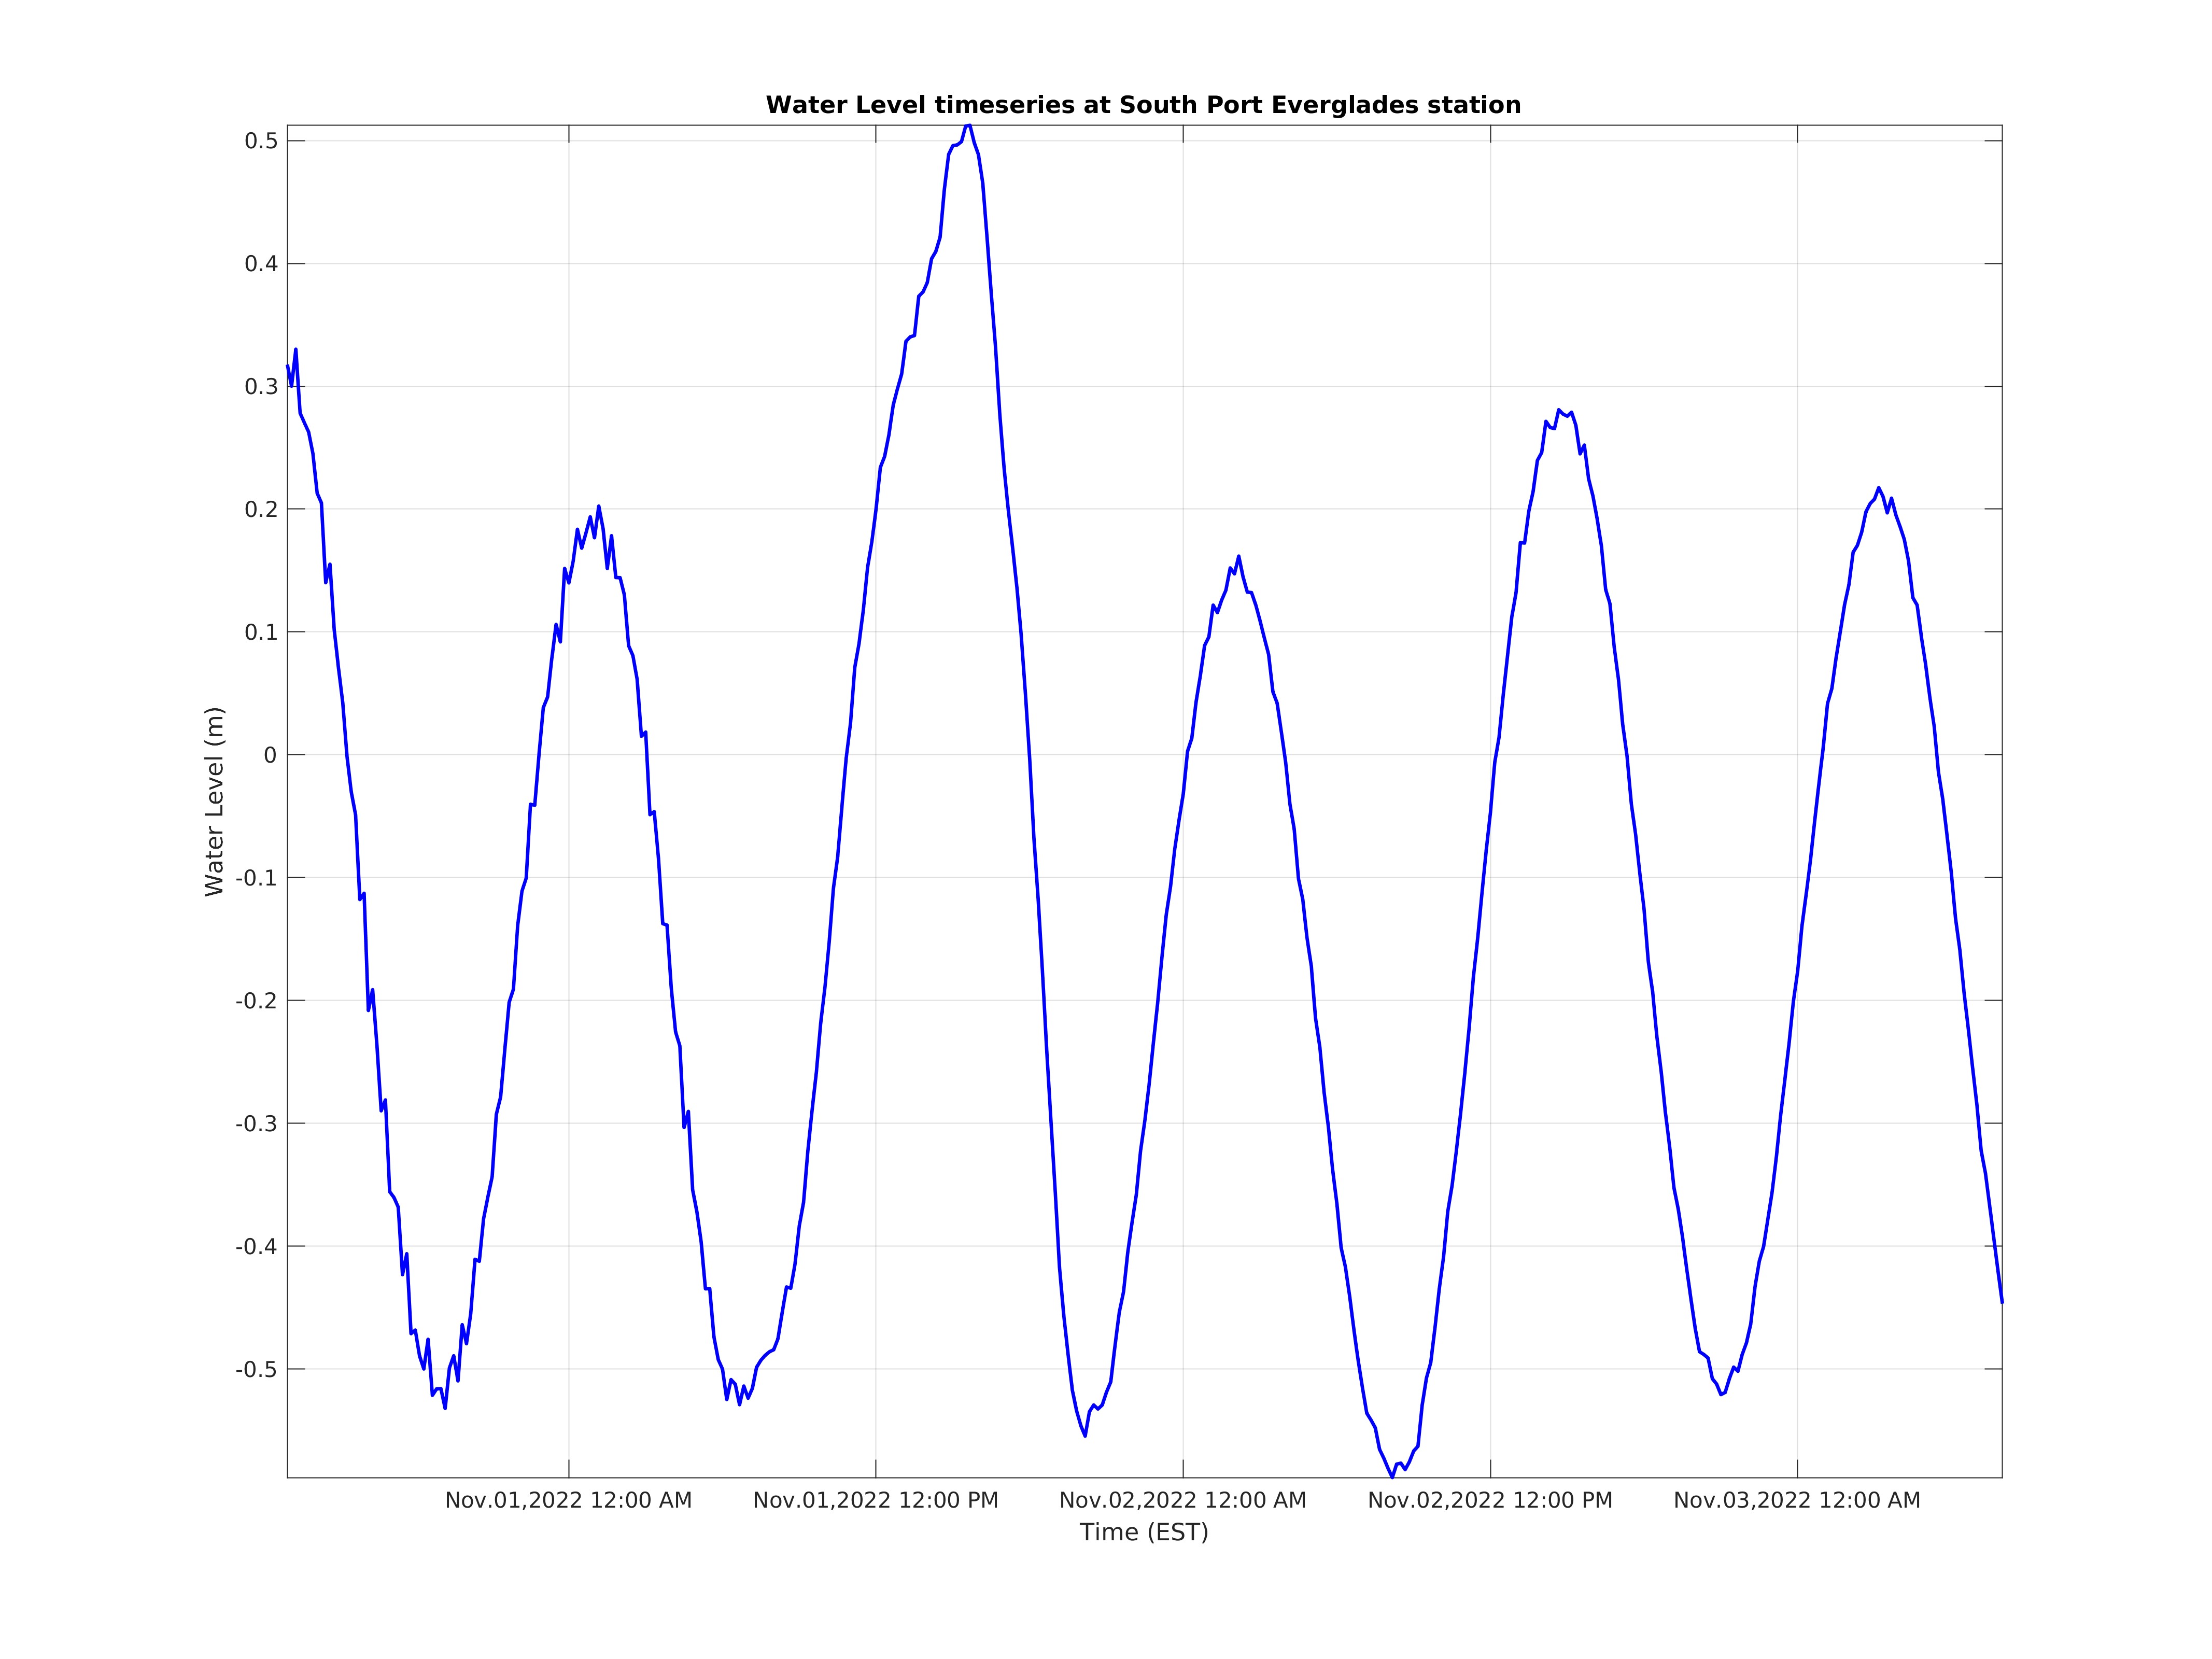 Water Level timeseries at South Port Everglades station
0.5
0.4
0.3
0.2
0.1
0
-0.1
-0.2
-0.3
-0.4
-0.5
Water Level (m)
Nov.01,2022 12:00 AM
Nov.01,2022 12:00 PM
Nov.02,2022 12:00 AM
Nov.02,2022 12:00 PM
Nov.03,2022 12:00 AM
Time (EST)